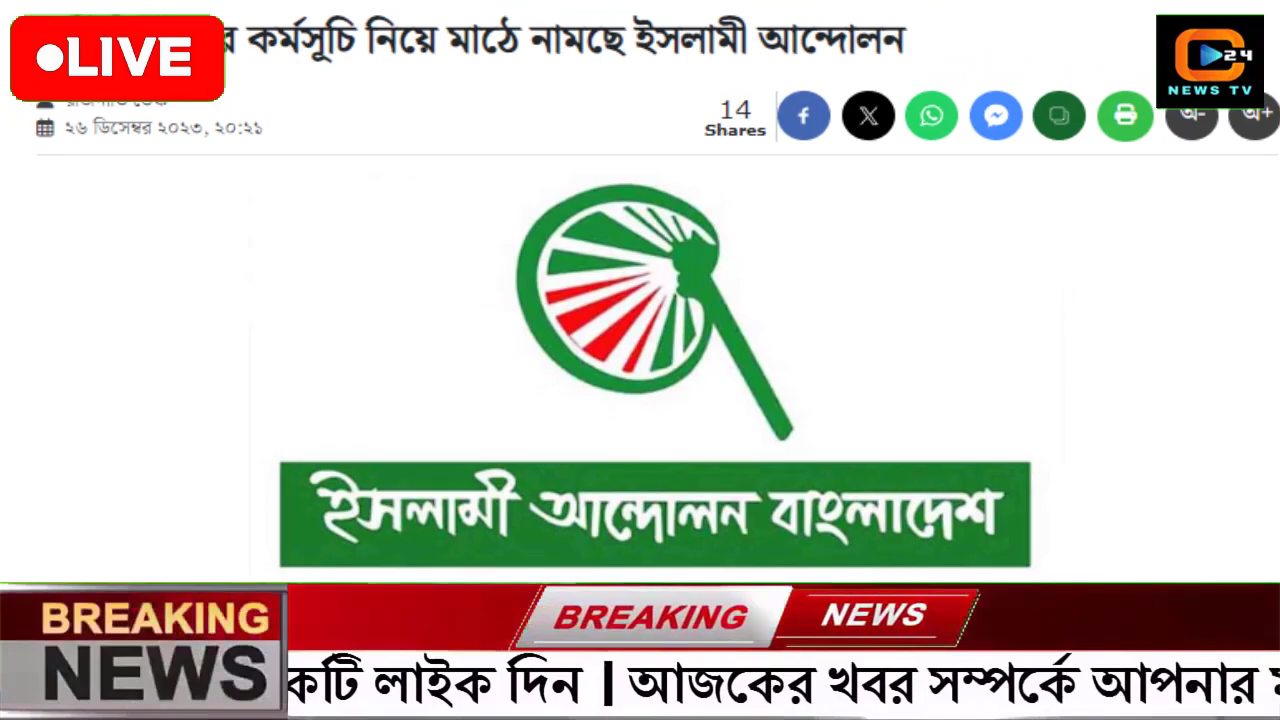 LIVE
কর্মসূচি নিয়ে মাঠে নামছে ইসলামী আন্দোলন
24
NEWS TV
২৬ ডিসেম্বর ২০২৩, ২০:২১
14
Shares
অ-
অ+
ইসলামী আন্দোলন বাংলাদেশ
BREAKING
NEWS
BREAKING NEWS
কটি লাইক দিন | আজকের খবর সম্পর্কে আপনার